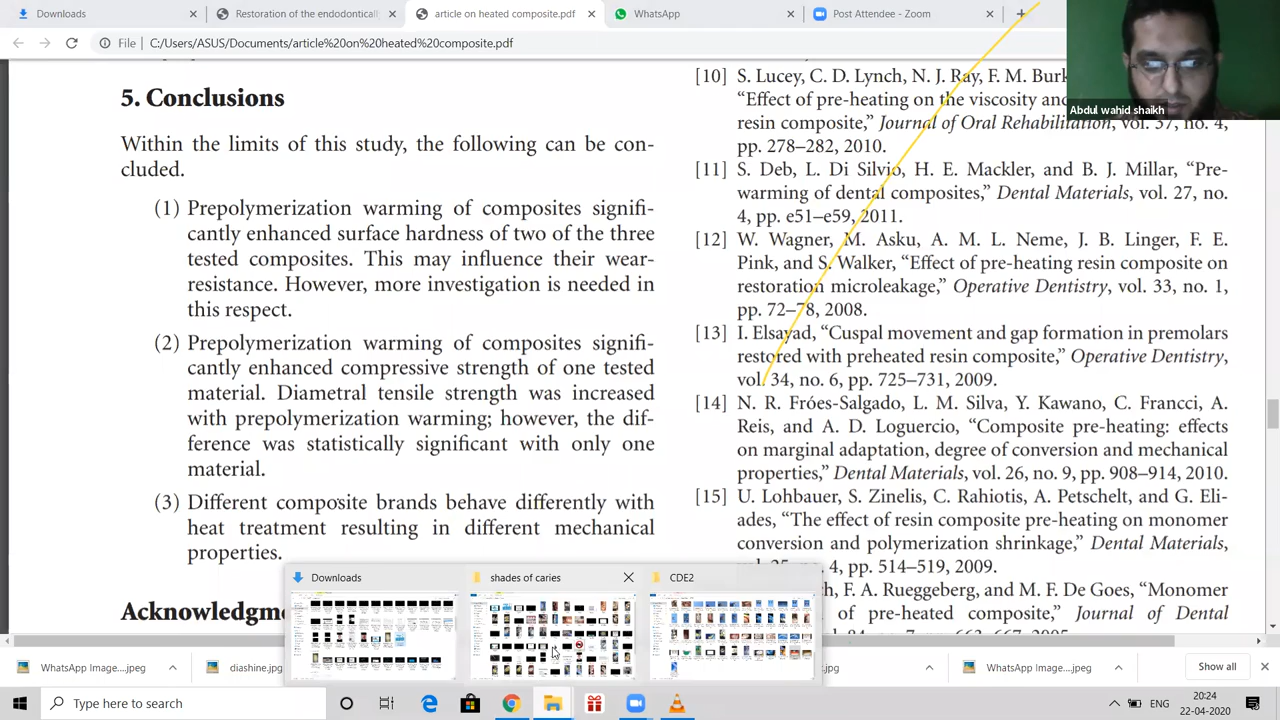 Downloads
Restoration of the endodontically
article on heated composite.pdf
WhatsApp
Post Attendee - Zoom
File
C:/Users/ASUS/Documents/article%20on%20heated%20composite.pdf
Abdul wahid shaikh
5. Conclusions
Within the limits of this study, the following can be con-
cluded.
(1) Prepolymerization warming of composites signifi-
cantly enhanced surface hardness of two of the three
tested composites. This may influence their wear-
resistance. However, more investigation is needed in
this respect.
(2) Prepolymerization warming of composites signifi-
cantly enhanced compressive strength of one tested
material. Diametral tensile strength was increased
with prepolymerization warming; however, the dif-
ference was statistically significant with only one
material.
(3) Different composite brands behave differently with
heat treatment resulting in different mechanical
properties.
Acknowledgme
[10] S. Lucey, C. D. Lynch, N. J. Ray, F. M. Burk
“Effect of pre-heating on the viscosity and
resin composite,” Journal of Oral Rehabilitation, vol. 37, no. 4,
pp. 278–282, 2010.
[11] S. Deb, L. Di Silvio, H. E. Mackler, and B. J. Millar, “Pre-
warming of dental composites,” Dental Materials, vol. 27, no.
4, pp. e51–e59, 2011.
[12] W. Wagner, M. Asku, A. M. L. Neme, J. B. Linger, F. E.
Pink, and S. Walker, “Effect of pre-heating resin composite on
restoration microleakage,” Operative Dentistry, vol. 33, no. 1,
pp. 72–78, 2008.
[13] I. Elsayad, “Cuspal movement and gap formation in premolars
restored with preheated resin composite,” Operative Dentistry,
vol. 34, no. 6, pp. 725–731, 2009.
[14] N. R. Fróes-Salgado, L. M. Silva, Y. Kawano, C. Francci, A.
Reis, and A. D. Loguercio, “Composite pre-heating: effects
on marginal adaptation, degree of conversion and mechanical
properties,” Dental Materials, vol. 26, no. 9, pp. 908–914, 2010.
[15] U. Lohbauer, S. Zinelis, C. Rahiotis, A. Petschelt, and G. Eli-
ades, “The effect of resin composite pre-heating on monomer
conversion and polymerization shrinkage,” Dental Materials,
4, pp. 514–519, 2009.
F. A. Rueggeberg, and M. F. De Goes, “Monomer
of pre-heated composite,” Journal of Dental
Downloads
shades of caries
CDE2
WhatsApp Image....jpeg
diashine.jpg
.jpg
WhatsApp Image....jpeg
Show all
Type here to search
ENG
20:24
22-04-2020